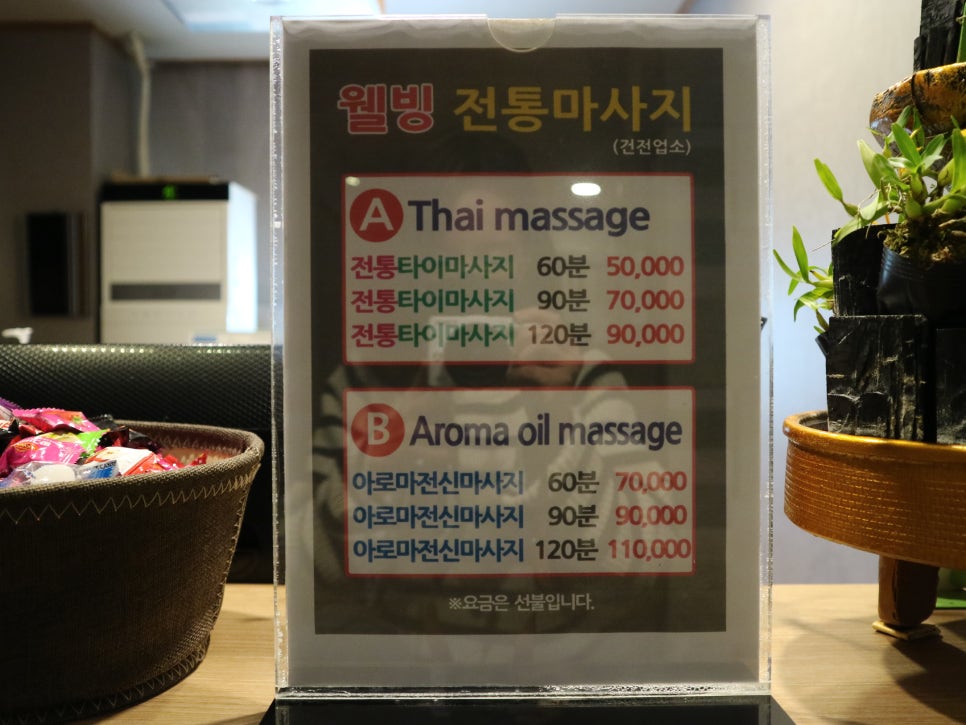 웰빙 전통마사지
(건전업소)
A Thai massage
전통타이마사지 60분 50,000
전통타이마사지 90분 70,000
전통타이마사지 120분 90,000
B Aroma oil massage
아로마전신마사지 60분 70,000
아로마전신마사지 90분 90,000
아로마전신마사지 120분 110,000
※요금은 선불입니다.